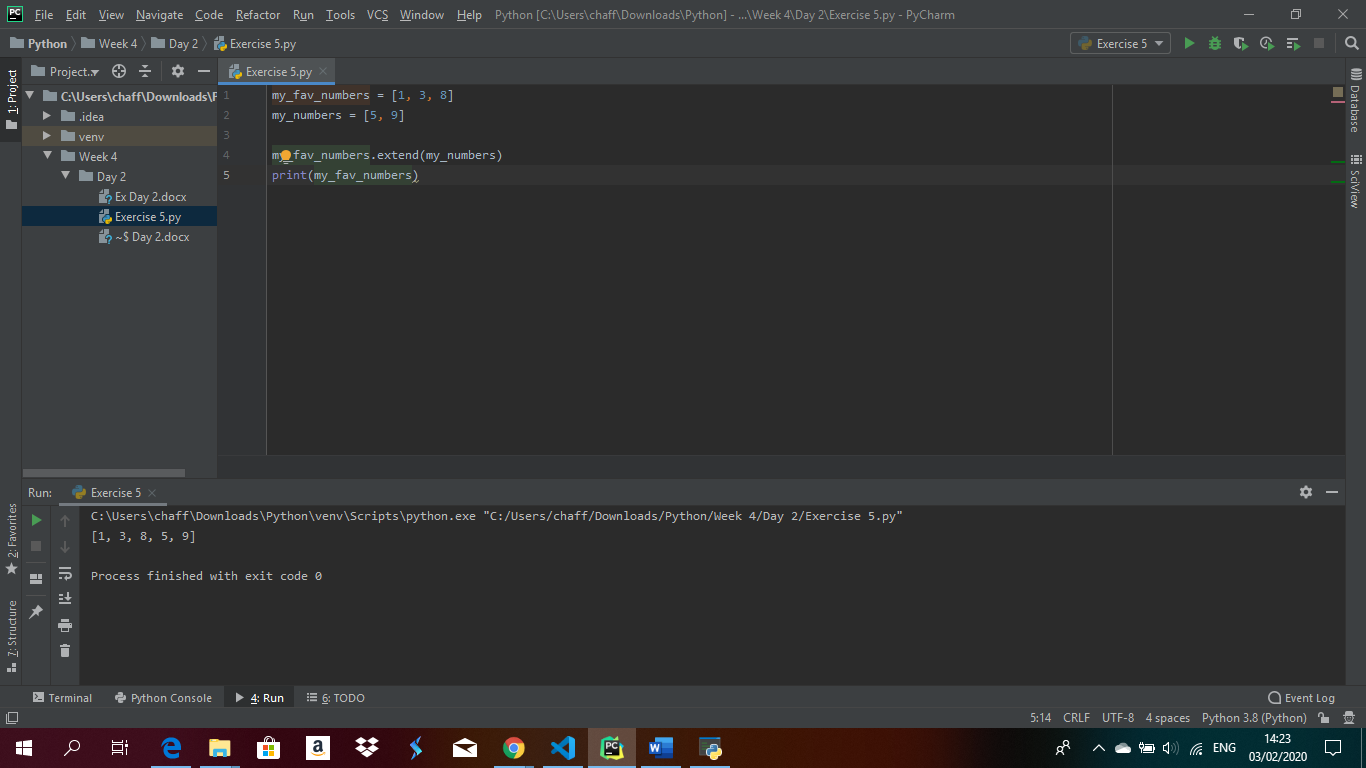 PC File Edit View Navigate Code Refactor Run Tools VCS Window Help Python [C:\Users\chaff\Downloads\Python] - ...\Week 4\Day 2\Exercise 5.py - PyCharm
Python Week 4 Day 2 Exercise 5.py Exercise 5
1: Project
Project..
Exercise 5.py
C:\Users\chaff\Downloads\P
.idea
venv
Week 4
Day 2
Ex Day 2.docx
Exercise 5.py
~$ Day 2.docx
1 my_fav_numbers = [1, 3, 8]
2 my_numbers = [5, 9]
3
4 my_fav_numbers.extend(my_numbers)
5 print(my_fav_numbers)
Database
SciView
Run: Exercise 5
C:\Users\chaff\Downloads\Python\venv\Scripts\python.exe "C:/Users/chaff/Downloads/Python/Week 4/Day 2/Exercise 5.py"
[1, 3, 8, 5, 9]
Process finished with exit code 0
2: Favorites
7: Structure
Terminal Python Console 4: Run 6: TODO Event Log
5:14 CRLF UTF-8 4 spaces Python 3.8 (Python)
ENG 14:23
03/02/2020